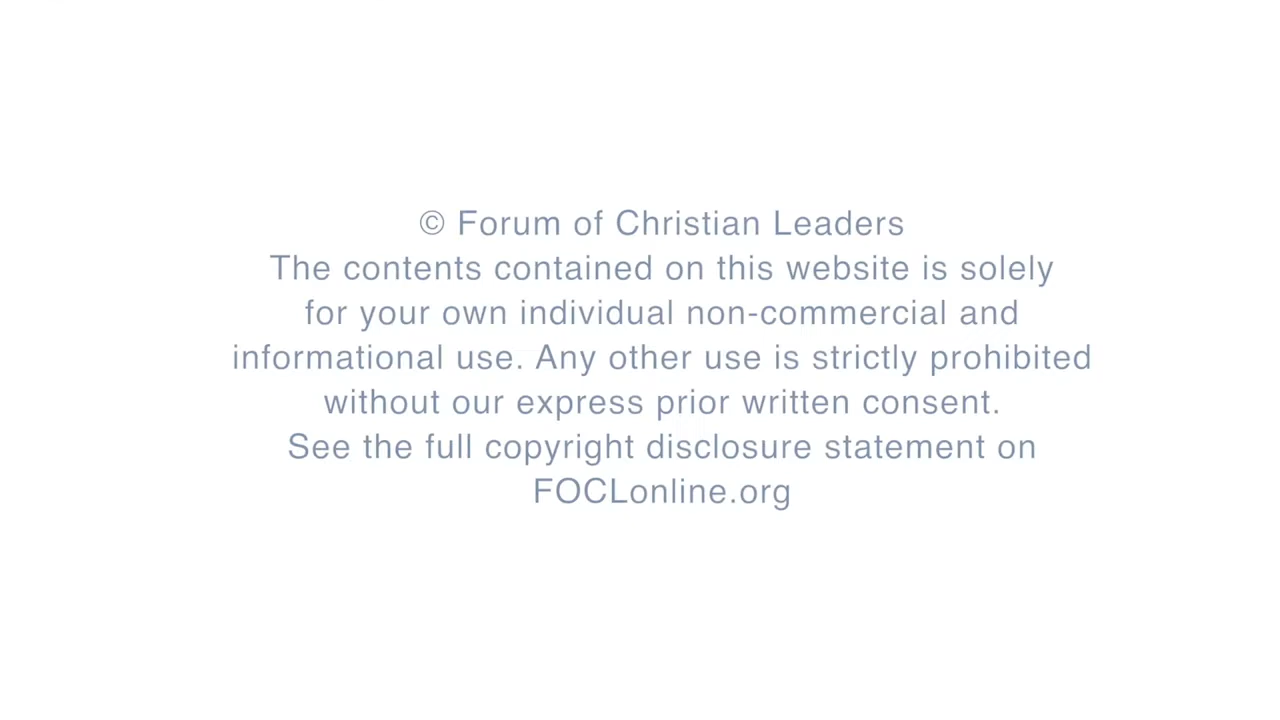 © Forum of Christian Leaders
The contents contained on this website is solely
for your own individual non-commercial and
informational use. Any other use is strictly prohibited
without our express prior written consent.
See the full copyright disclosure statement on
FOCLonline.org